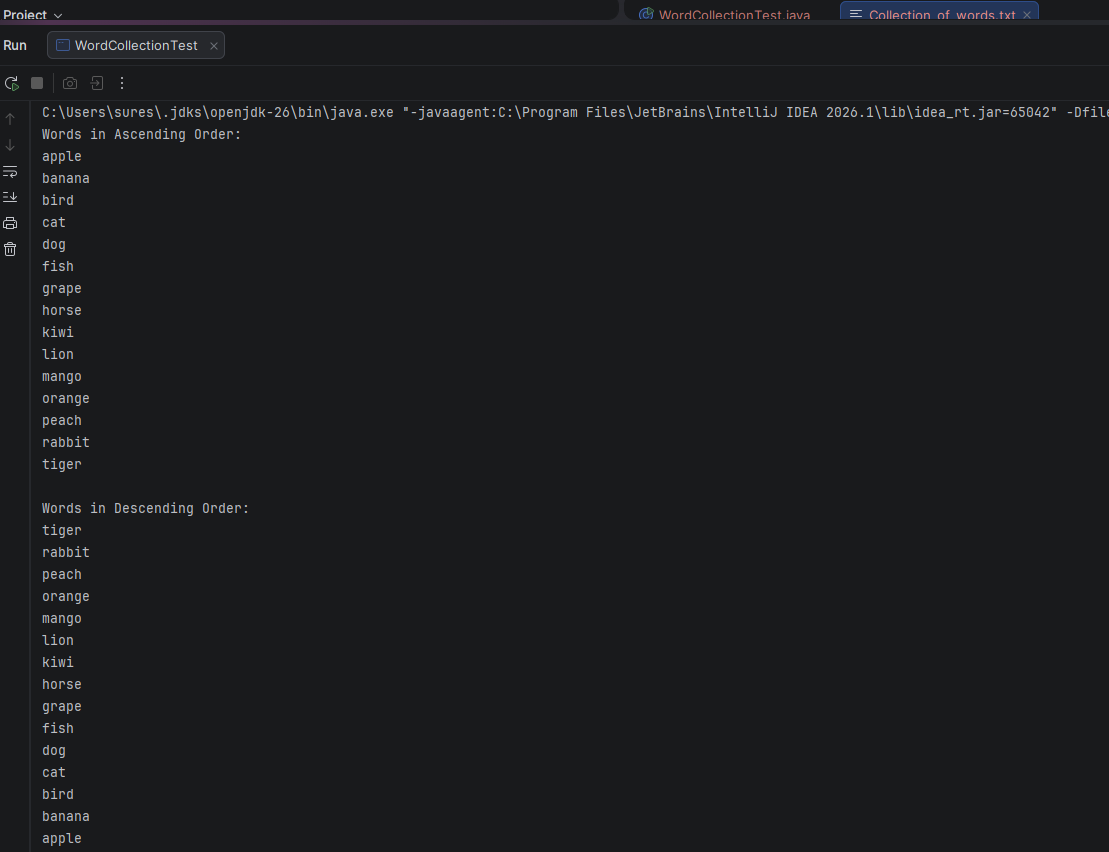 Project
WordCollectionTest.java
Collection_of_words.txt
Run
WordCollectionTest
C:\Users\sures\.jdks\openjdk-26\bin\java.exe "-javaagent:C:\Program Files\JetBrains\IntelliJ IDEA 2026.1\lib\idea_rt.jar=65042" -Dfile
Words in Ascending Order:
apple
banana
bird
cat
dog
fish
grape
horse
kiwi
lion
mango
orange
peach
rabbit
tiger

Words in Descending Order:
tiger
rabbit
peach
orange
mango
lion
kiwi
horse
grape
fish
dog
cat
bird
banana
apple